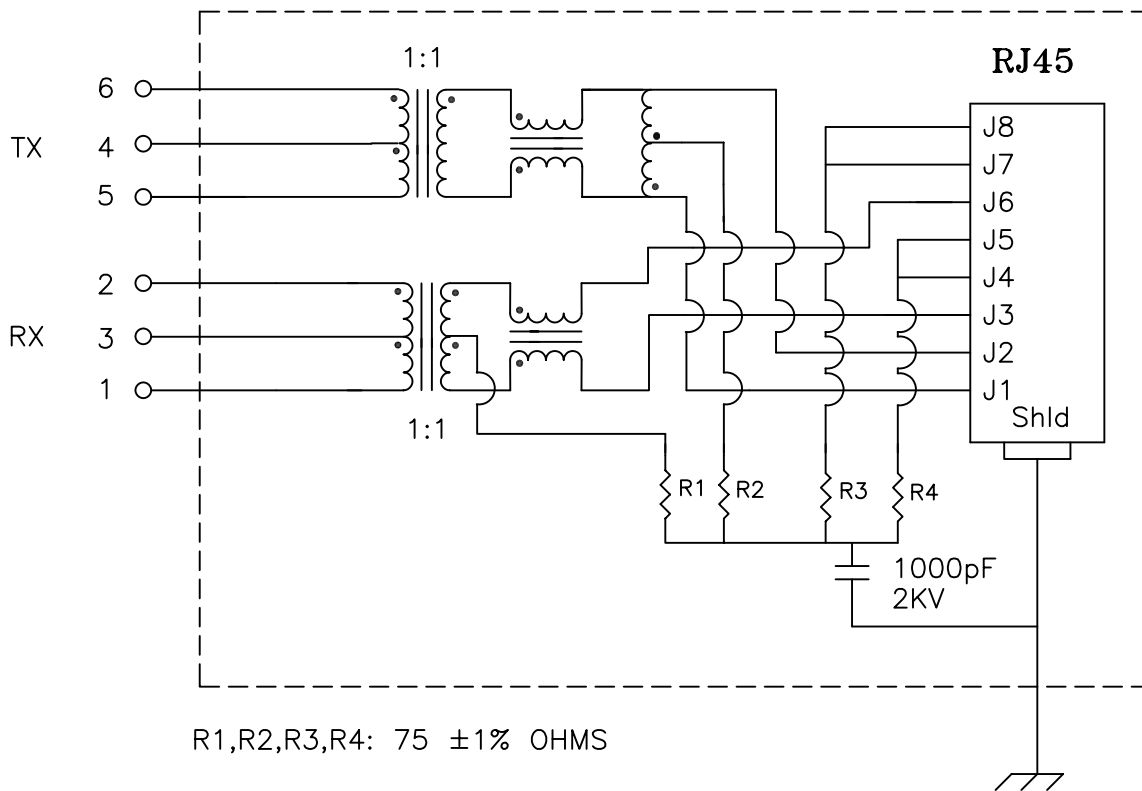 1:1
RJ45
6
TX
4
5
2
RX
3
1
1:1
J8
J7
J6
J5
J4
J3
J2
J1
Shld
R1
R2
R3
R4
1000pF
2KV
R1,R2,R3,R4: 75 ±1% OHMS